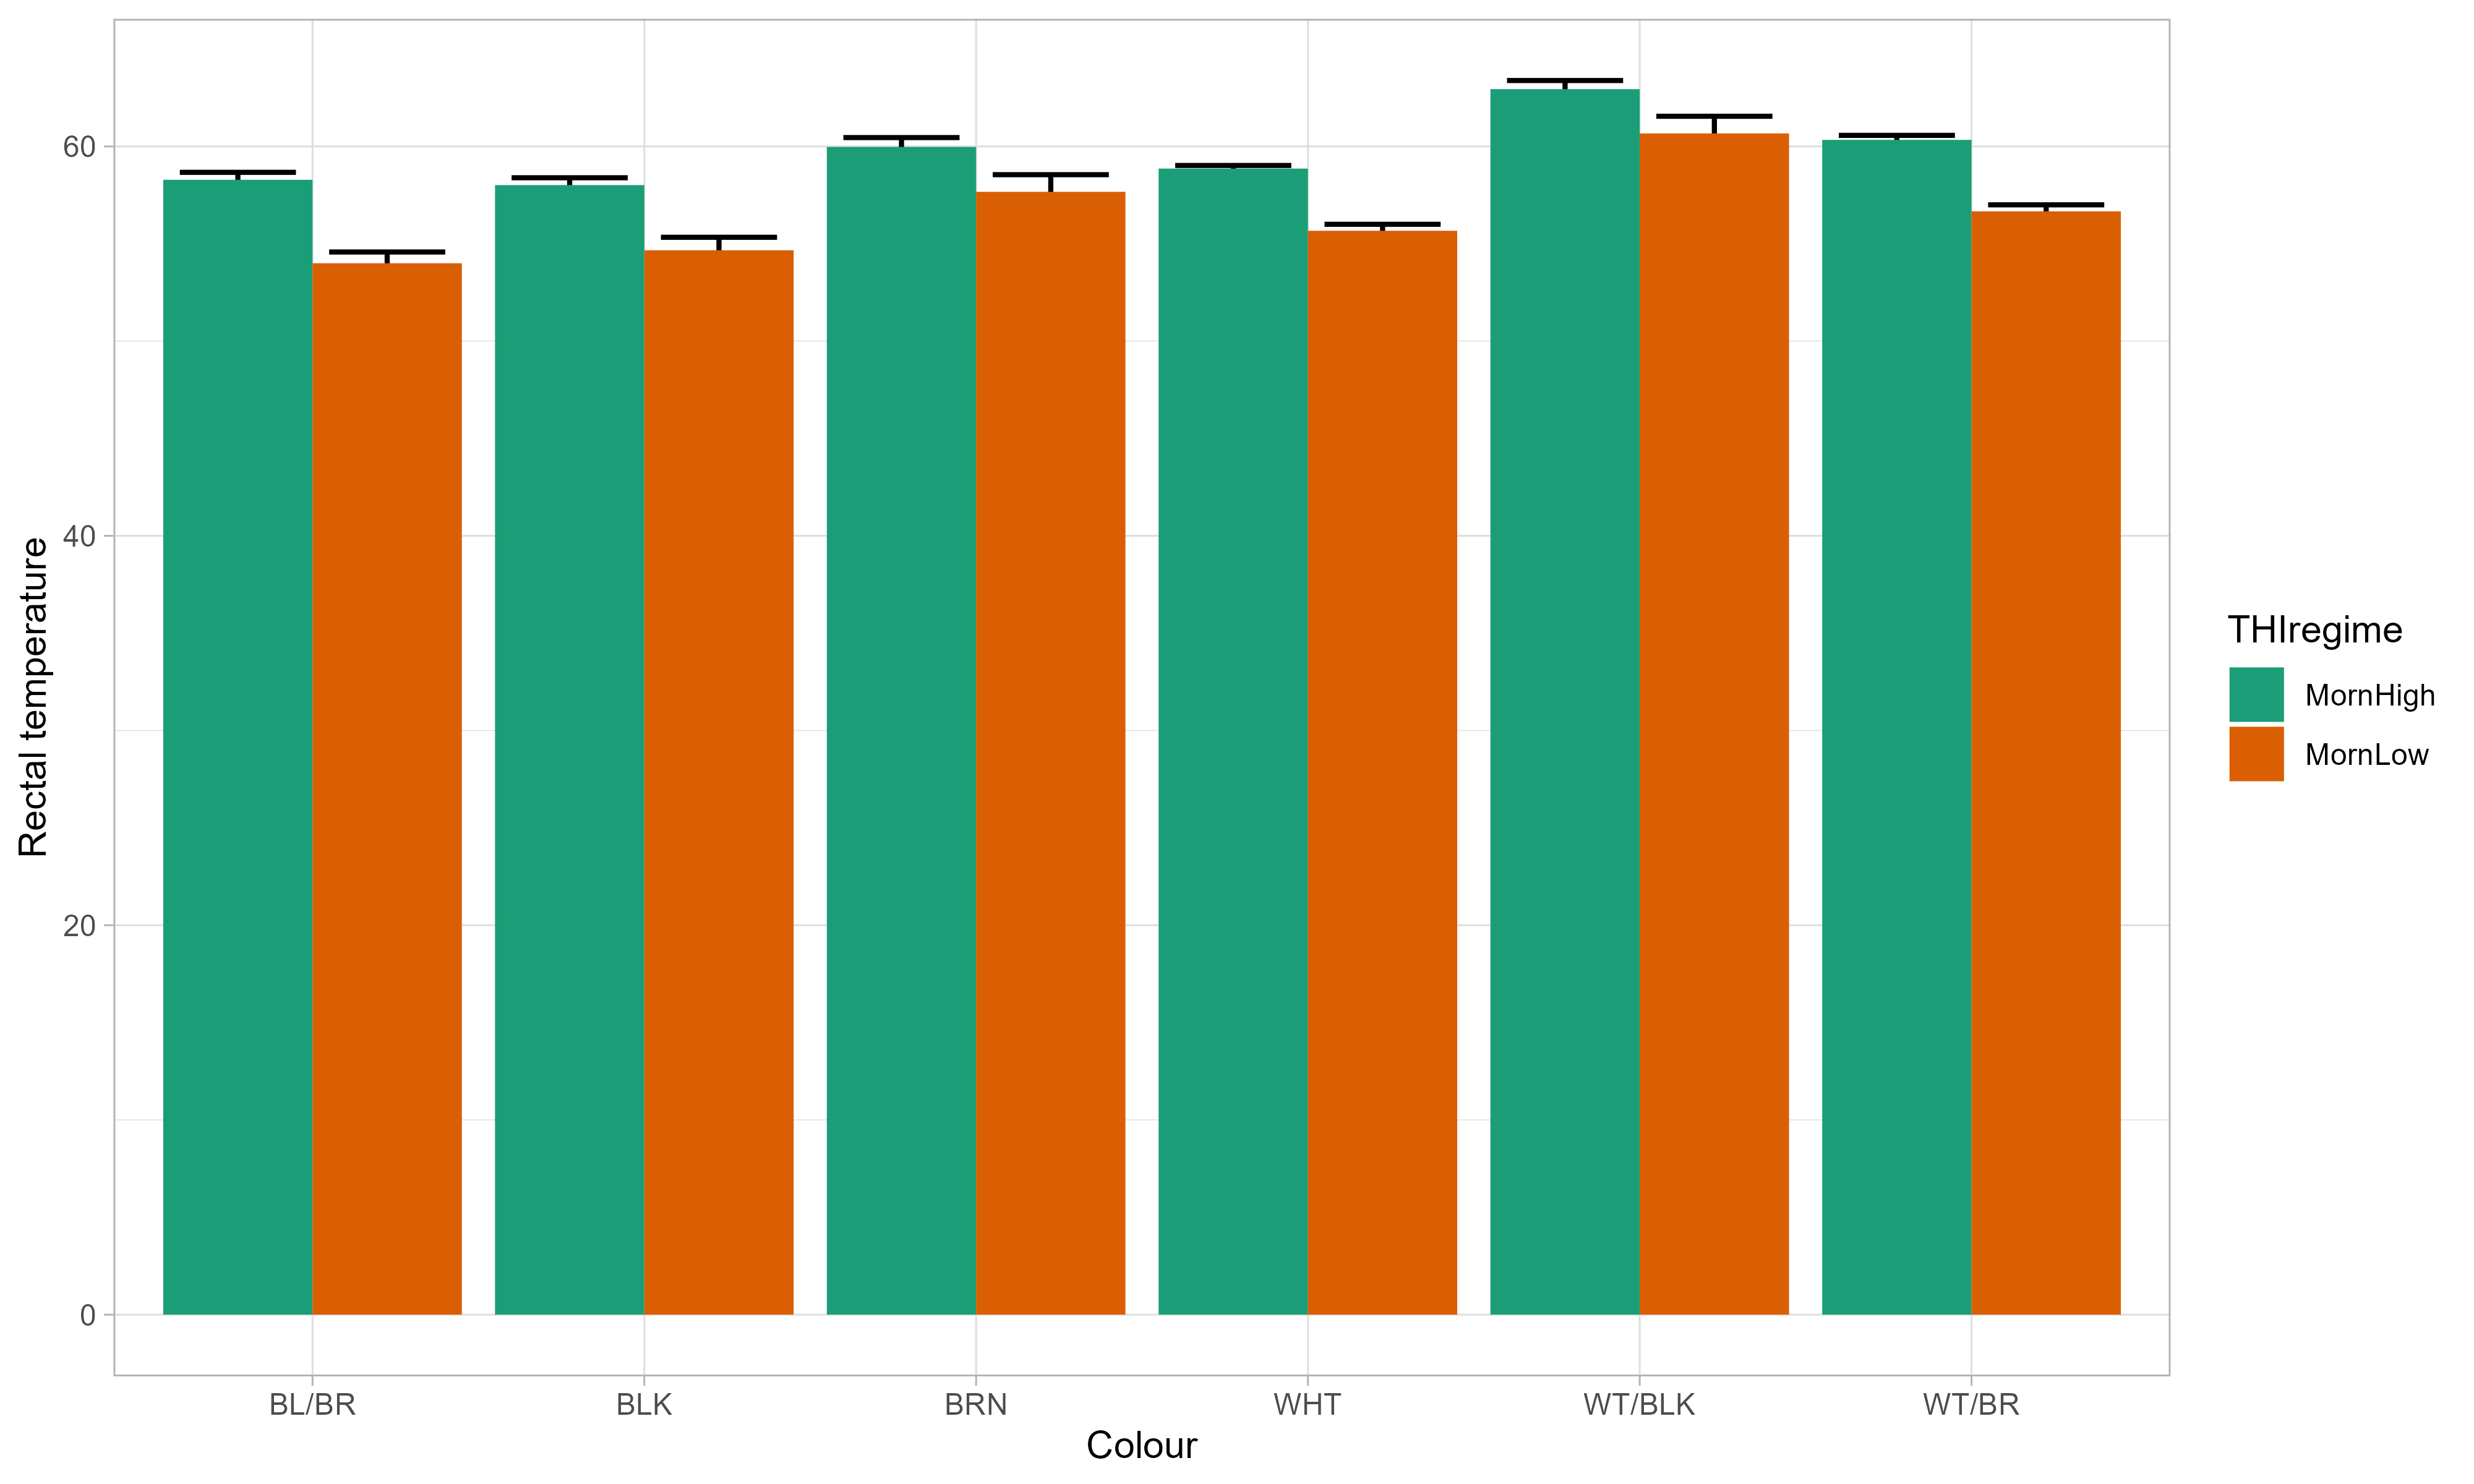 Rectal temperature
60
40
20
0
BL/BR BLK BRN WHT WT/BLK WT/BR
Colour
THIregime
MornHigh
MornLow